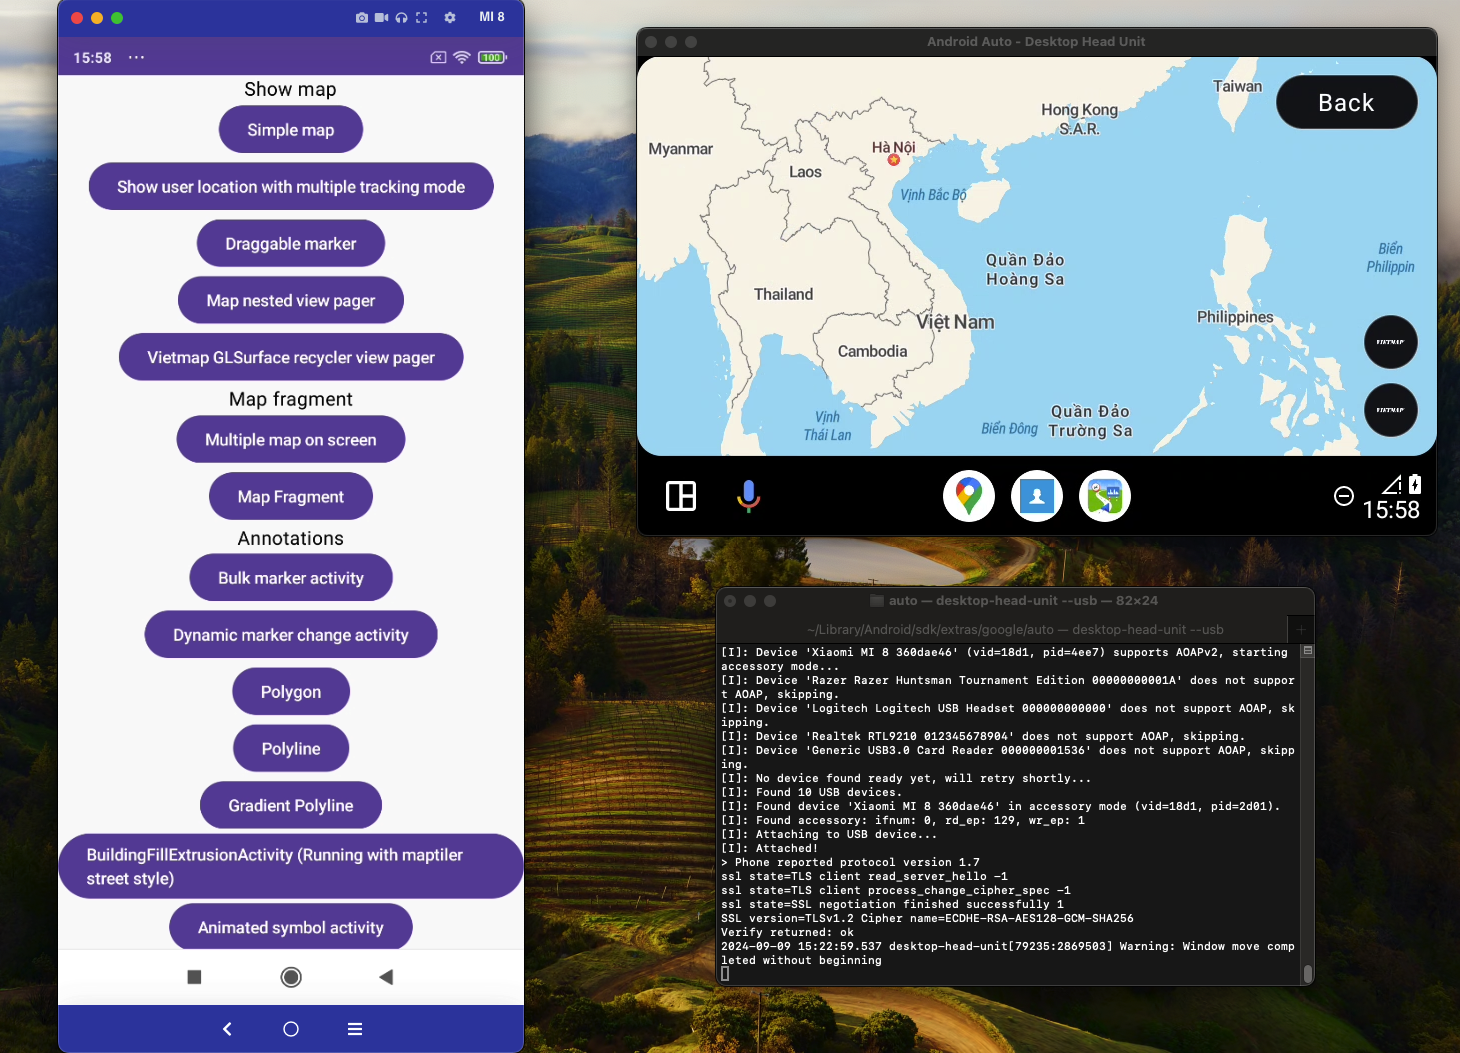 MI 8
15:58
100
Show map
Simple map
Show user location with multiple tracking mode
Draggable marker
Map nested view pager
Vietmap GLSurface recycler view pager
Map fragment
Multiple map on screen
Map Fragment
Annotations
Bulk marker activity
Dynamic marker change activity
Polygon
Polyline
Gradient Polyline
BuildingFillExtrusionActivity (Running with maptiler
street style)
Animated symbol activity
Android Auto - Desktop Head Unit
Taiwan
Back
Hong Kong
S.A.R.
Myanmar
Hà Nội
Laos
Vịnh Bắc Bộ
Quần Đảo
Hoàng Sa
Biển
Philippin
Thailand
Việt Nam
Philippines
Cambodia
VIETMAP
VIETMAP
Vịnh
Thái Lan
Biển Đông
Quần Đảo
Trường Sa
15:58
auto — desktop-head-unit --usb — 82×24
~/Library/Android/sdk/extras/google/auto — desktop-head-unit --usb
[I]: Device 'Xiaomi MI 8 360dae46' (vid=18d1, pid=4ee7) supports AOAPv2, starting
accessory mode...
[I]: Device 'Razer Razer Huntsman Tournament Edition 00000000001A' does not suppor
t AOAP, skipping.
[I]: Device 'Logitech Logitech USB Headset 000000000000' does not support AOAP, sk
ipping.
[I]: Device 'Realtek RTL9210 012345678904' does not support AOAP, skipping.
[I]: Device 'Generic USB3.0 Card Reader 000000001536' does not support AOAP, skipp
ing.
[I]: No device found ready yet, will retry shortly...
[I]: Found 10 USB devices.
[I]: Found device 'Xiaomi MI 8 360dae46' in accessory mode (vid=18d1, pid=2d01).
[I]: Found accessory: ifnum: 0, rd_ep: 129, wr_ep: 1
[I]: Attaching to USB device...
[I]: Attached!
> Phone reported protocol version 1.7
ssl state=TLS client read_server_hello -1
ssl state=TLS client process_change_cipher_spec -1
ssl state=SSL negotiation finished successfully 1
SSL version=TLSv1.2 Cipher name=ECDHE-RSA-AES128-GCM-SHA256
Verify returned: ok
2024-09-09 15:22:59.537 desktop-head-unit[79235:2869503] Warning: Window move comp
leted without beginning